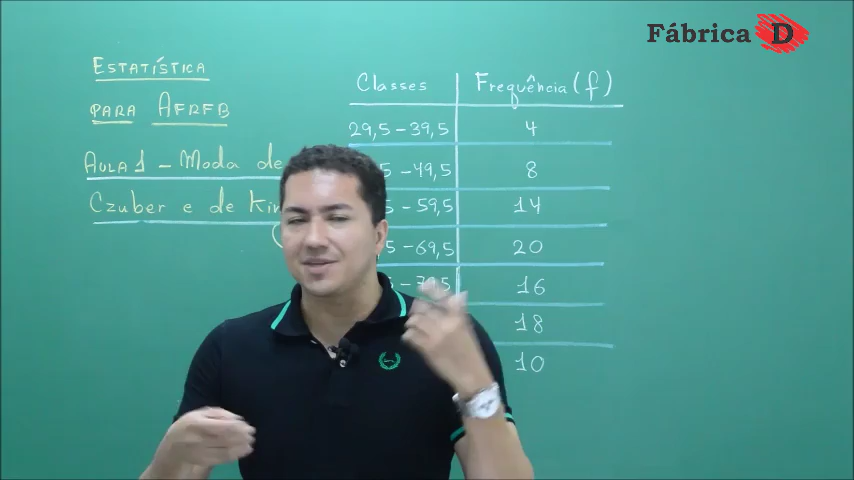 Fábrica D
ESTATÍSTICA
PARA AFRFB
AULA 1 - Moda de
Czuber e de
Classes Frequência (f)
29,5 - 39,5 4
- 49,5 8
- 59,5 14
- 69,5 20
16
18
10